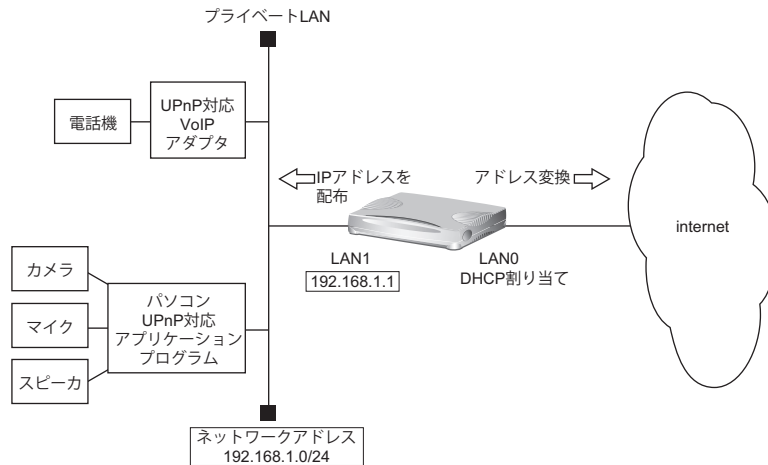 プライベートLAN
電話機
UPnP対応
VoIP
アダプタ
IPアドレスを
配布
アドレス変換
internet
LAN1
192.168.1.1
LAN0
DHCP割り当て
カメラ
マイク
スピーカ
パソコン
UPnP対応
アプリケーション
プログラム
ネットワークアドレス
192.168.1.0/24